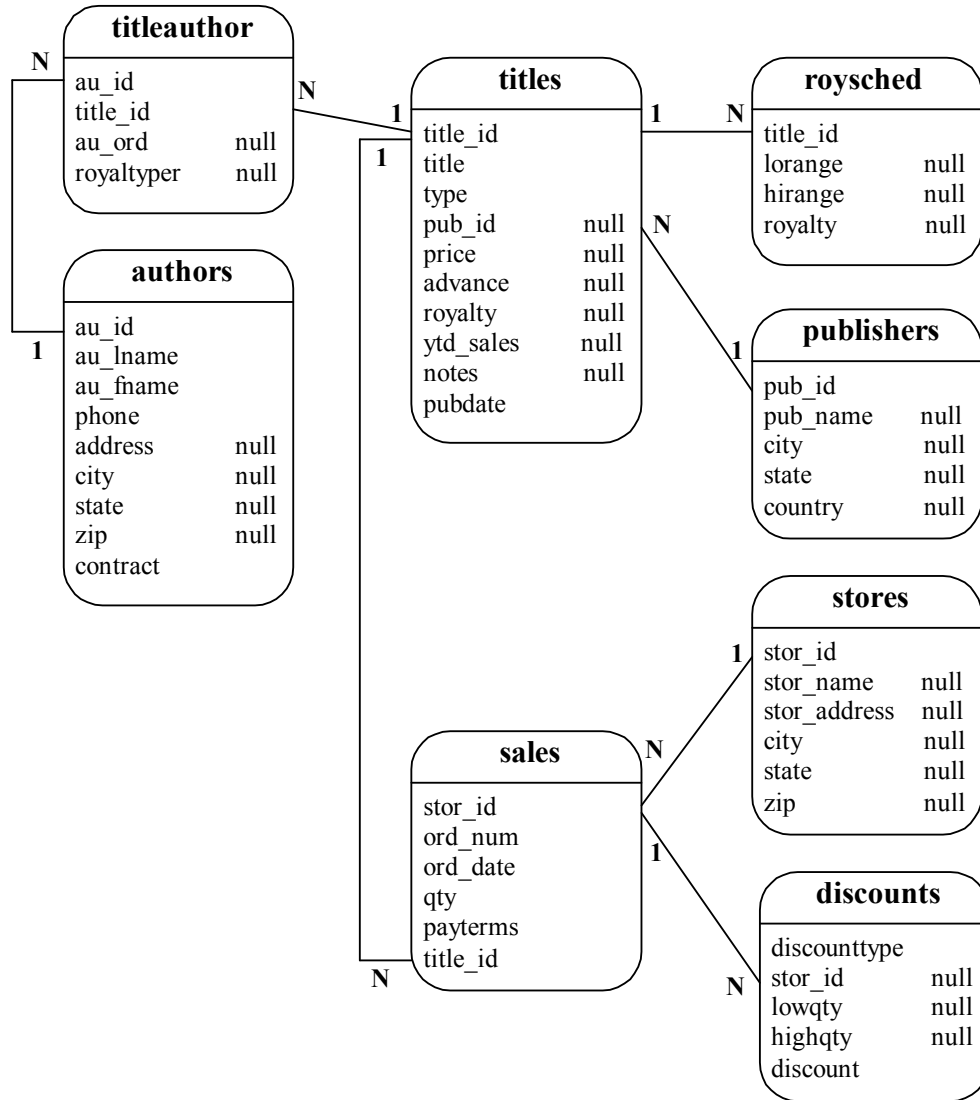 titleauthor
N
au_id
title_id
au_ord null
royaltyper null
N
authors
1
au_id
au_lname
au_fname
phone
address null
city null
state null
zip null
contract
titles
1
1
title_id
title
type
pub_id null
price null
advance null
royalty null
ytd_sales null
notes null
pubdate
1
N
N
1
roysched
title_id
lorange null
hirange null
royalty null
publishers
pub_id
pub_name null
city null
state null
country null
sales
stor_id
ord_num
ord_date
qty
payterms
title_id
N
N
1
1
N
stores
stor_id
stor_name null
stor_address null
city null
state null
zip null
discounts
discounttype
stor_id null
lowqty null
highqty null
discount